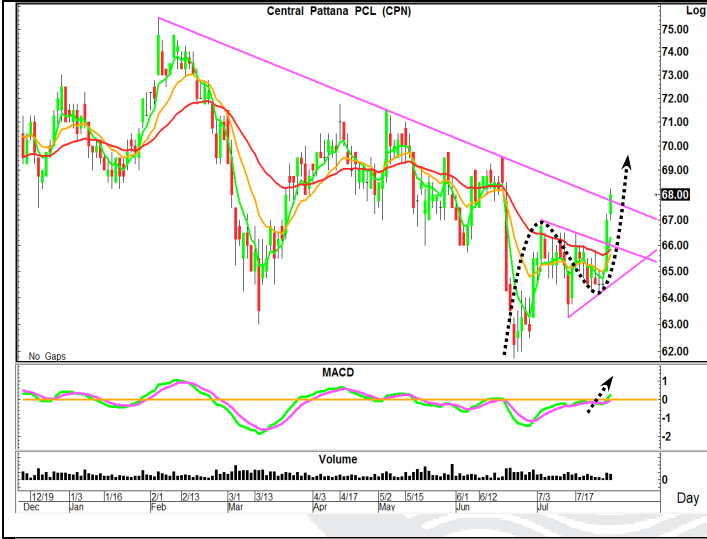 Central Pattana PCL (CPN)
Log
75.00
74.00
73.00
72.00
71.00
70.00
69.00
68.00
67.00
66.00
65.00
64.00
63.00
62.00
No Gaps
MACD
1
0
-1
-2
Volume
0
12/19 1/3 1/16 2/1 2/13 3/1 3/13 4/3 4/17 5/2 5/15 6/1 6/12 7/3 7/17
Dec Jan Feb Mar Apr May Jun Jul
Day